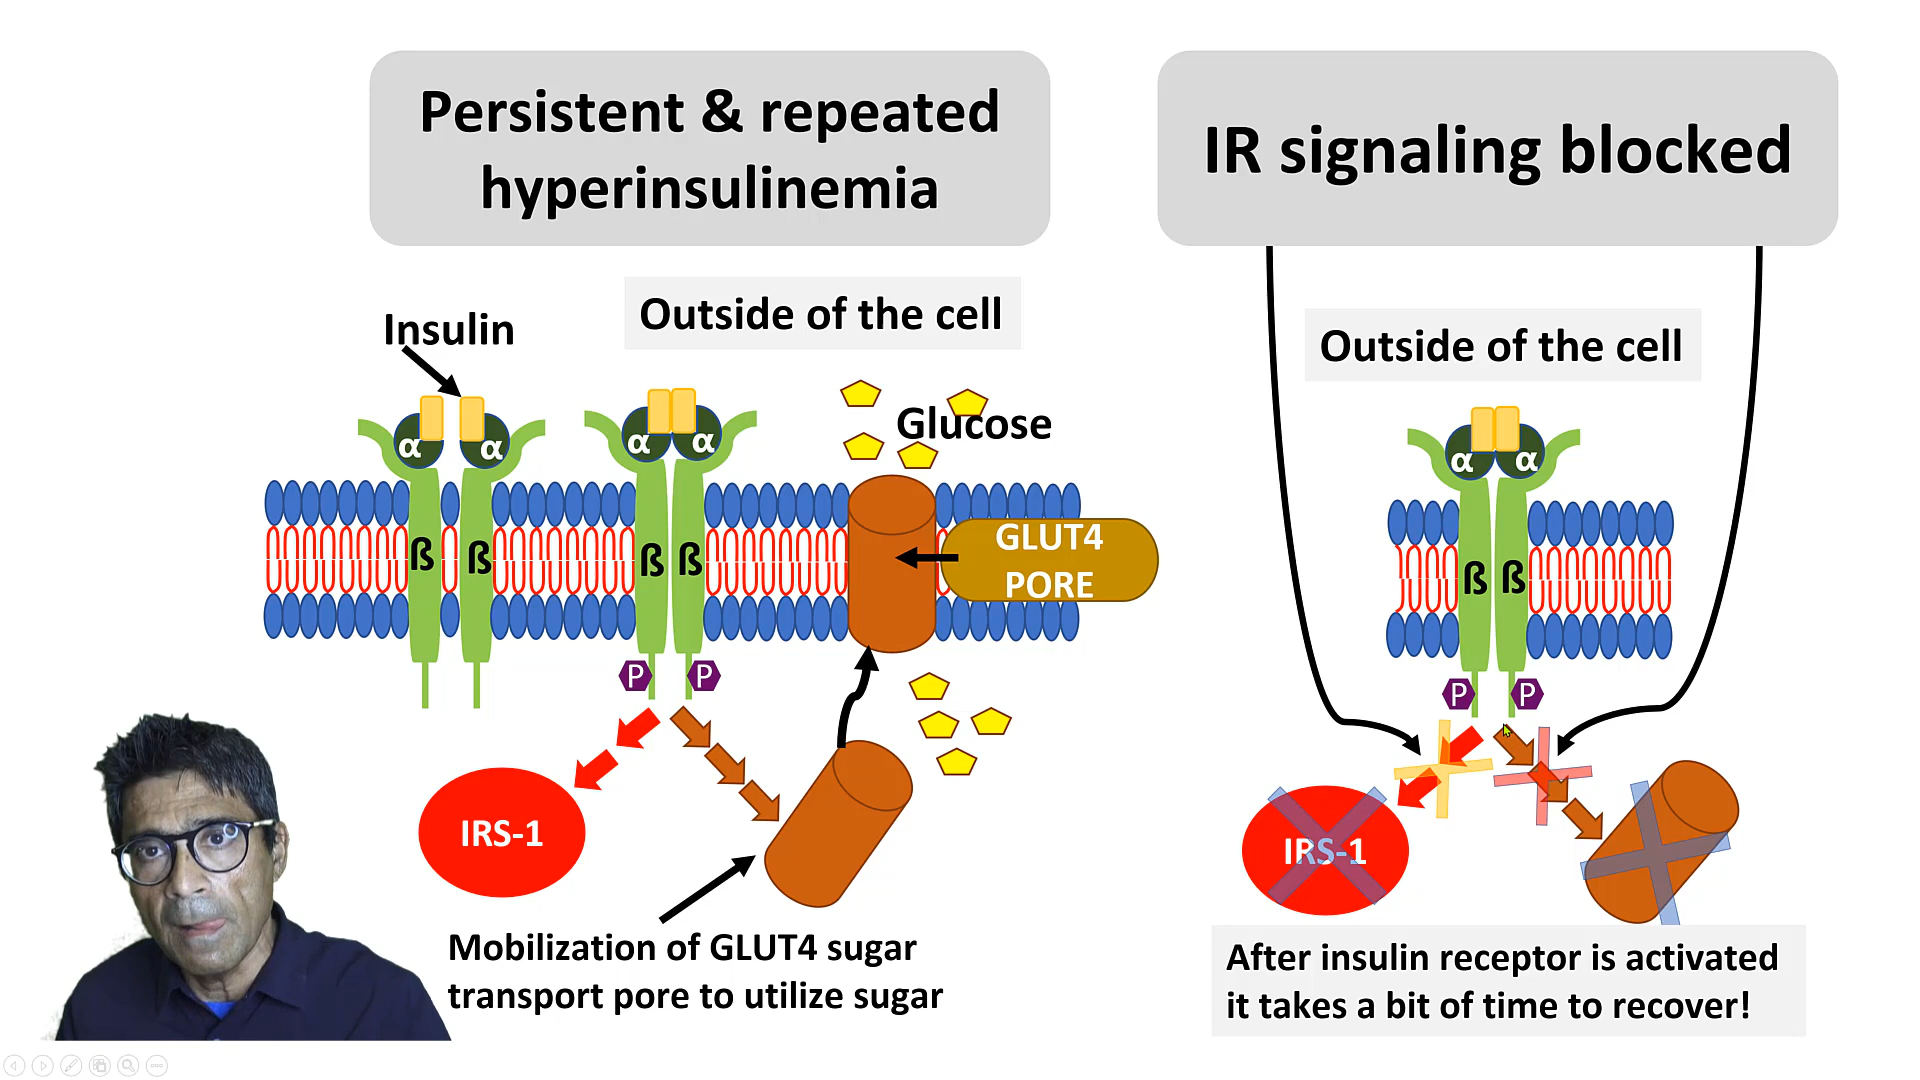 Persistent & repeated
hyperinsulinemia
IR signaling blocked
Outside of the cell
Insulin
Glucose
α
α
α
α
ß
ß
ß
ß
GLUT4
PORE
P
P
IRS-1
Mobilization of GLUT4 sugar
transport pore to utilize sugar
Outside of the cell
α
α
ß
ß
P
P
IRS-1
After insulin receptor is activated
it takes a bit of time to recover!